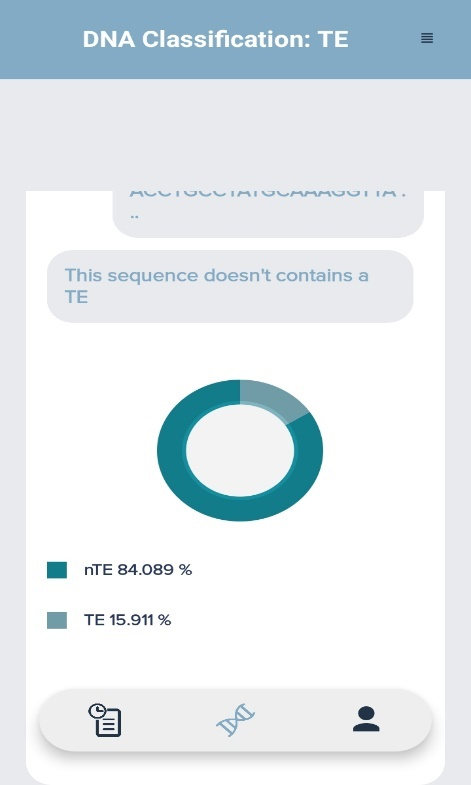 DNA Classification: TE
ACCTGCCTATGCAAAGGTTA .
..
This sequence doesn't contains a
TE
nTE 84.089 %
TE 15.911 %